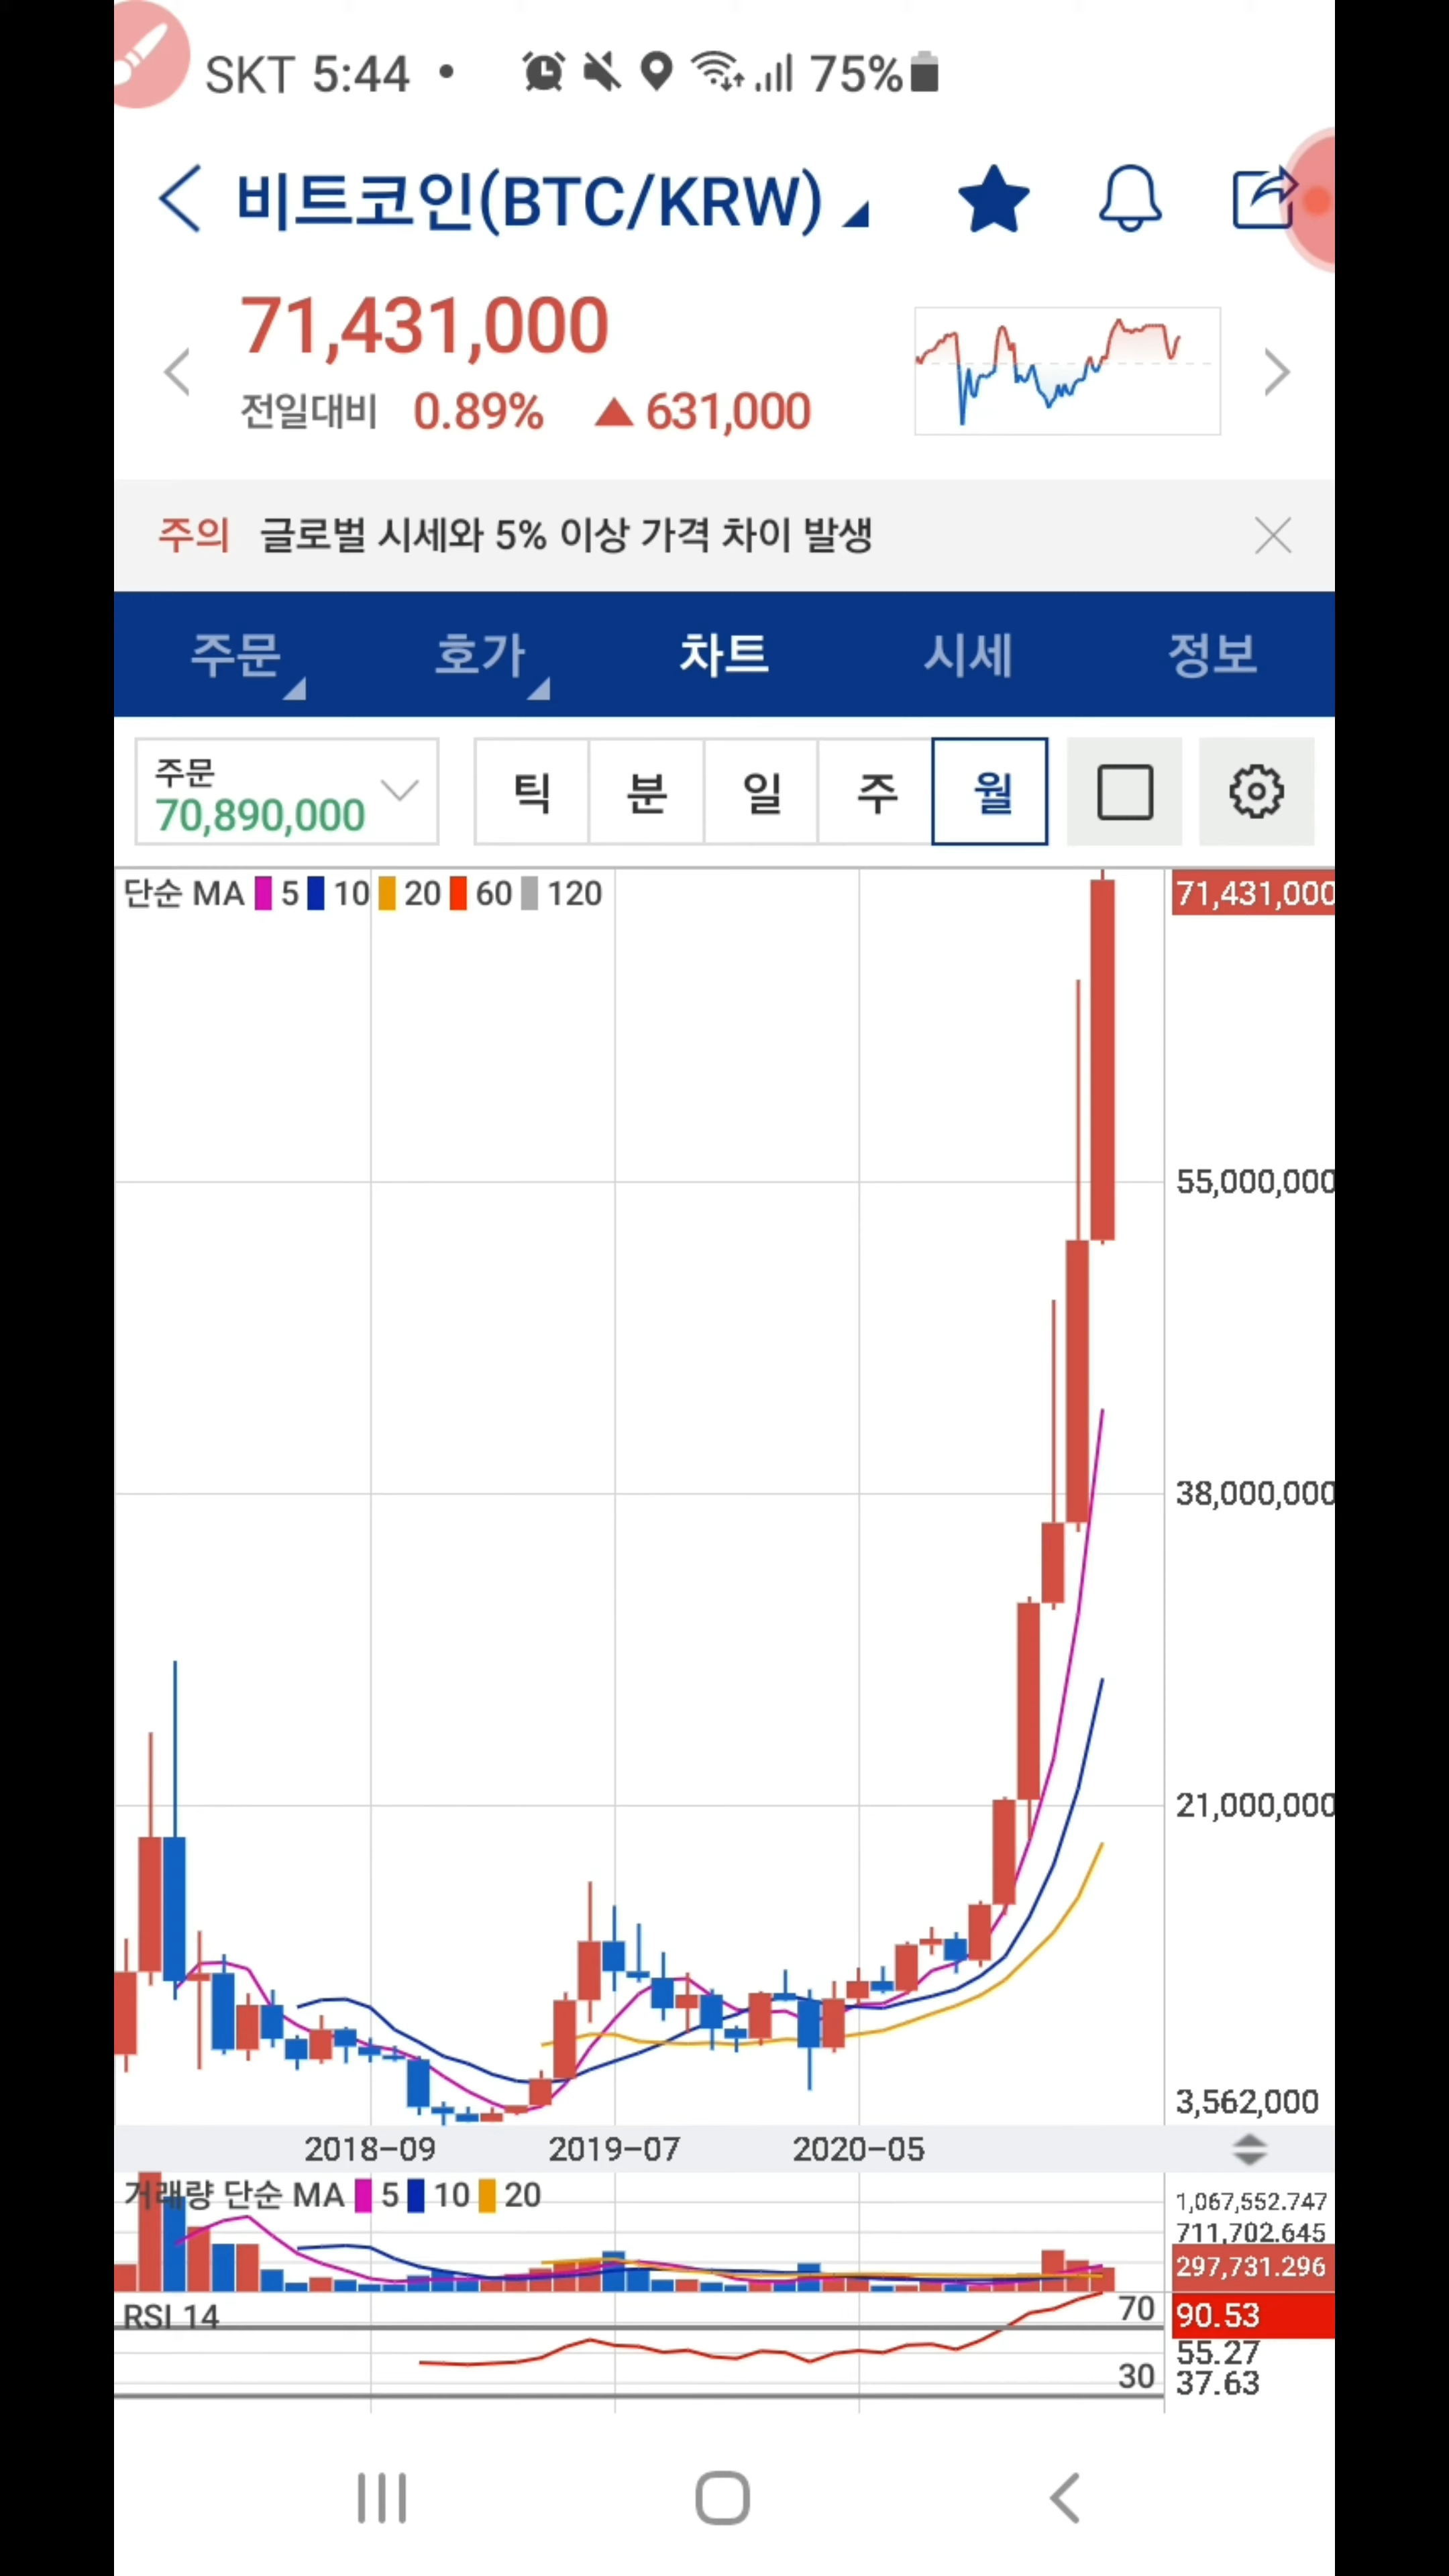 SKT 5:44 • 75%
비트코인(BTC/KRW)
71,431,000
전일대비 0.89% ▲ 631,000
주의 글로벌 시세와 5% 이상 가격 차이 발생
주문 호가 차트 시세 정보
주문
70,890,000
틱 분 일 주 월
단순 MA 5 10 20 60 120
71,431,000
55,000,000
38,000,000
21,000,000
3,562,000
2018-09 2019-07 2020-05
거래량 단순 MA 5 10 20
1,067,552.747
711,702.645
297,731.296
RSI 14
70
90.53
55.27
30
37.63